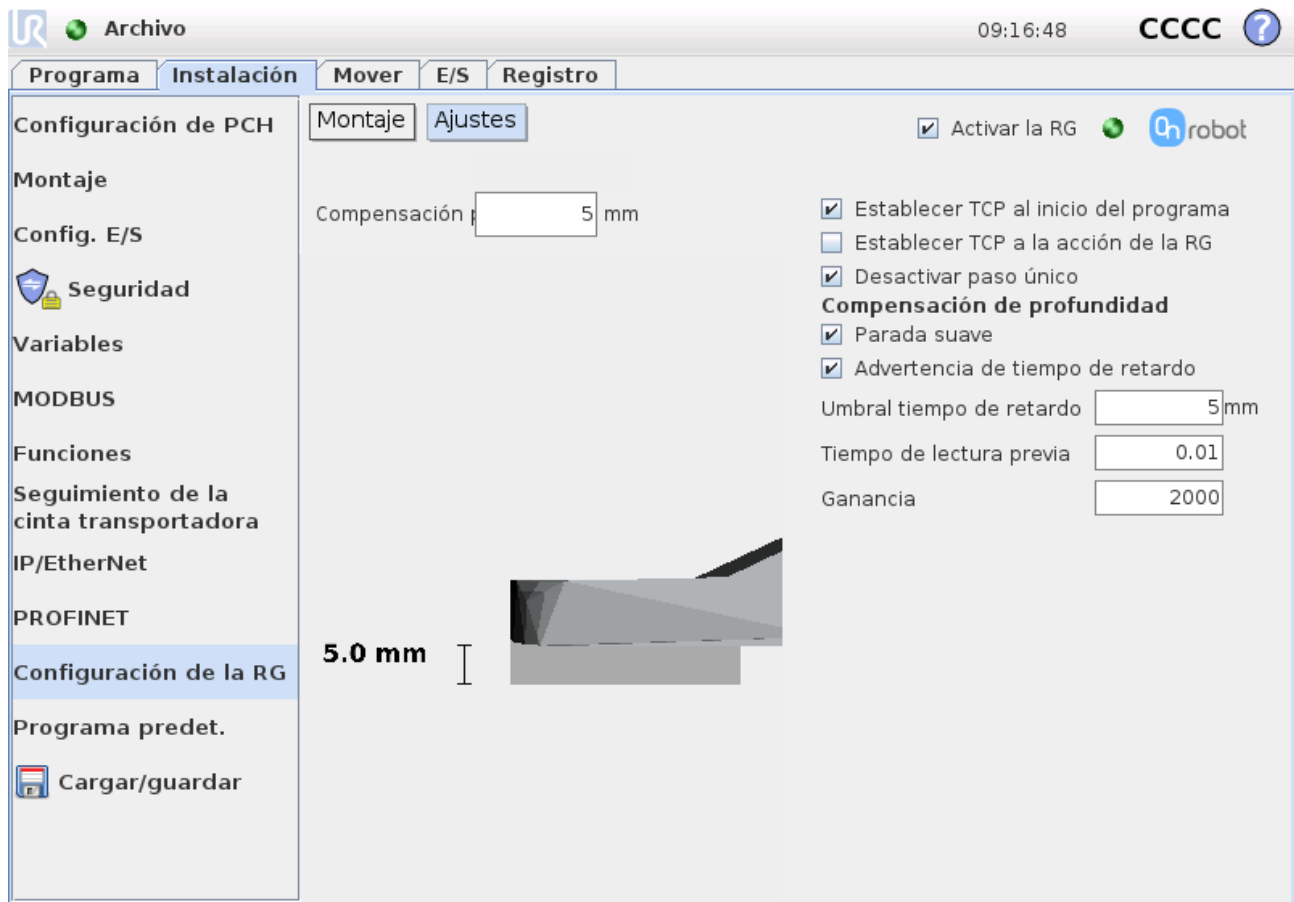 UR Archivo 09:16:48 CCCC ?
Programa Instalación Mover E/S Registro
Configuración de PCH
Montaje
Config. E/S
Seguridad
Variables
MODBUS
Funciones
Seguimiento de la
cinta transportadora
IP/EtherNet
PROFINET
Configuración de la RG
Programa predet.
Cargar/guardar
Montaje Ajustes
Activar la RG On robot
Compensación 5 mm
Establecer TCP al inicio del programa
Establecer TCP a la acción de la RG
Desactivar paso único
Compensación de profundidad
Parada suave
Advertencia de tiempo de retardo
Umbral tiempo de retardo 5 mm
Tiempo de lectura previa 0.01
Ganancia 2000
5.0 mm